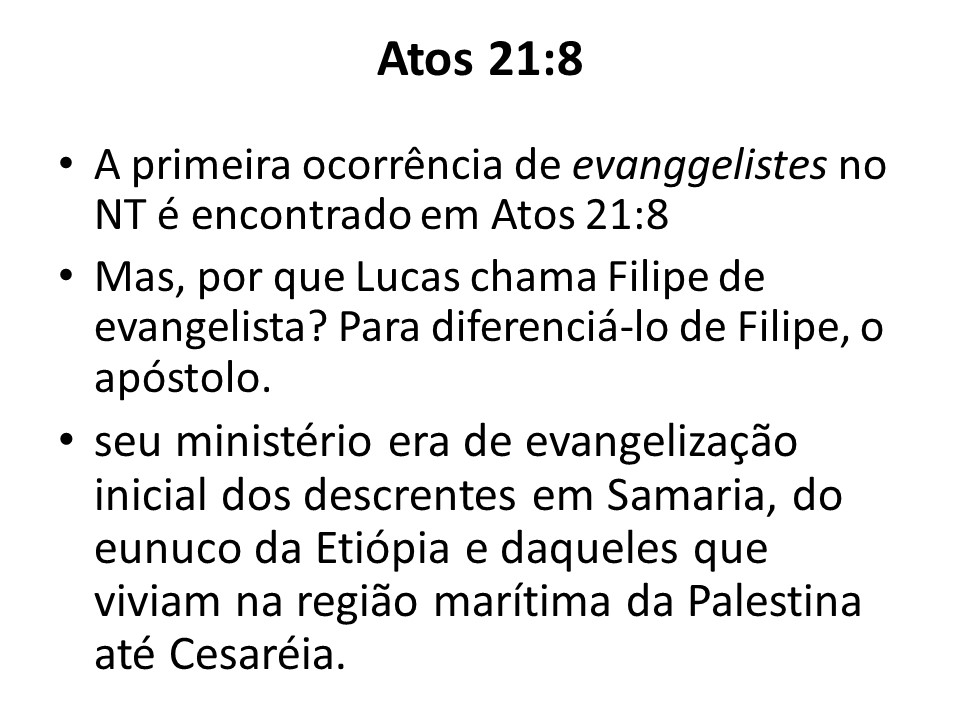 Atos 21:8
• A primeira ocorrência de evanggelistes no
NT é encontrado em Atos 21:8
• Mas, por que Lucas chama Filipe de
evangelista? Para diferenciá-lo de Filipe, o
apóstolo.
• seu ministério era de evangelização
inicial dos descrentes em Samaria, do
eunuco da Etiópia e daqueles que
viviam na região marítima da Palestina
até Cesaréia.